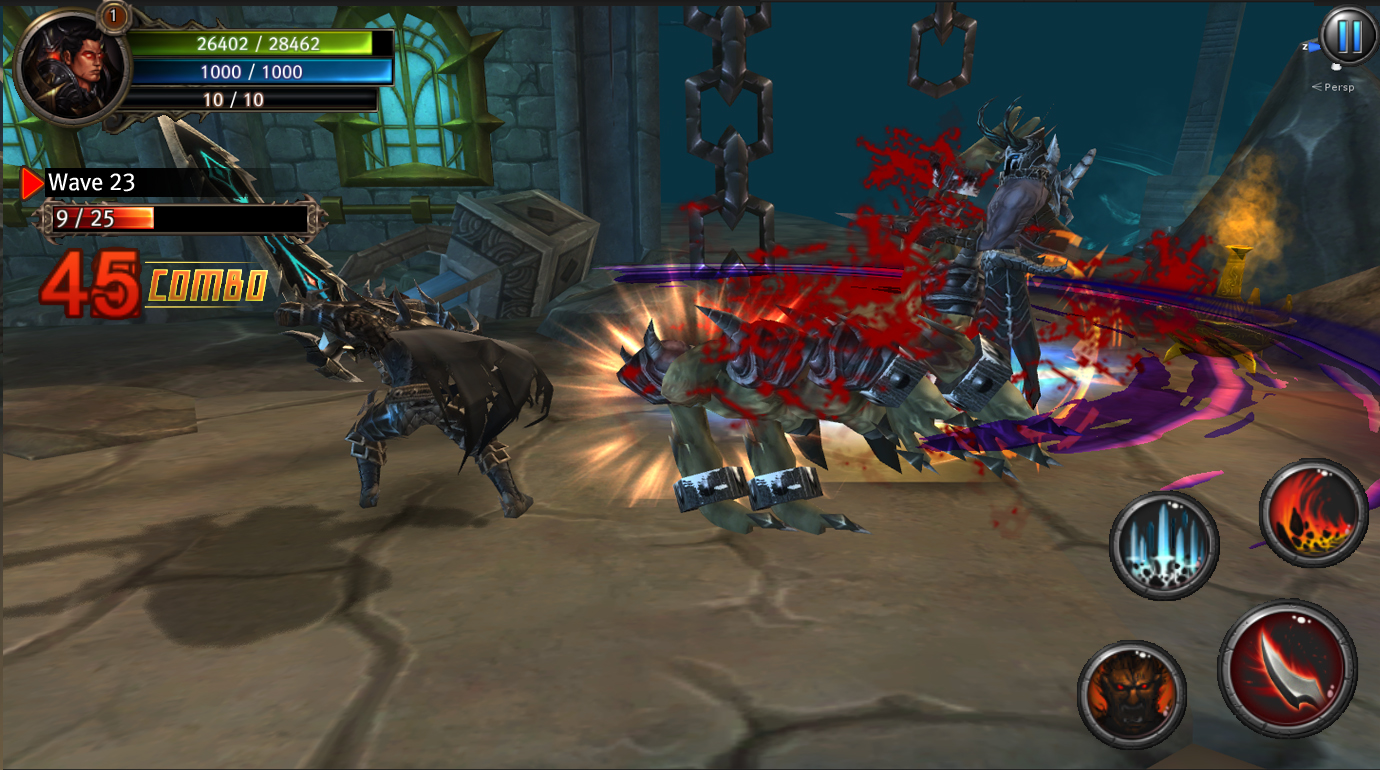 1
26402 / 28462
1000 / 1000
10 / 10
Wave 23
9 / 25
45 COMBO
z
<Persp